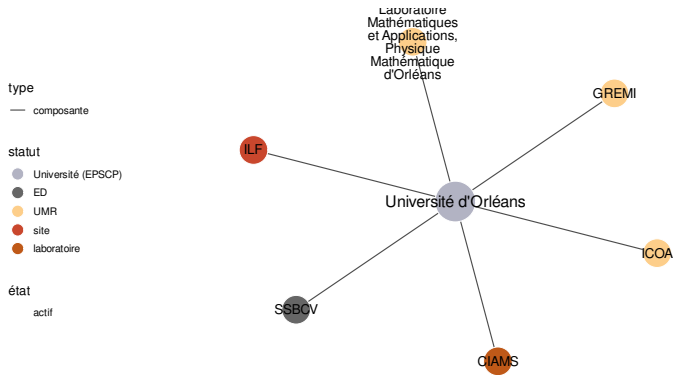 Laboratoire
Mathématiques
et Applications,
Physique
Mathématique
d'Orléans
GREMI
type
composante
ILF
statut
Université (EPSCP)
ED
UMR
site
laboratoire
Université d'Orléans
ICOA
état
actif
SSBCV
CIAMS